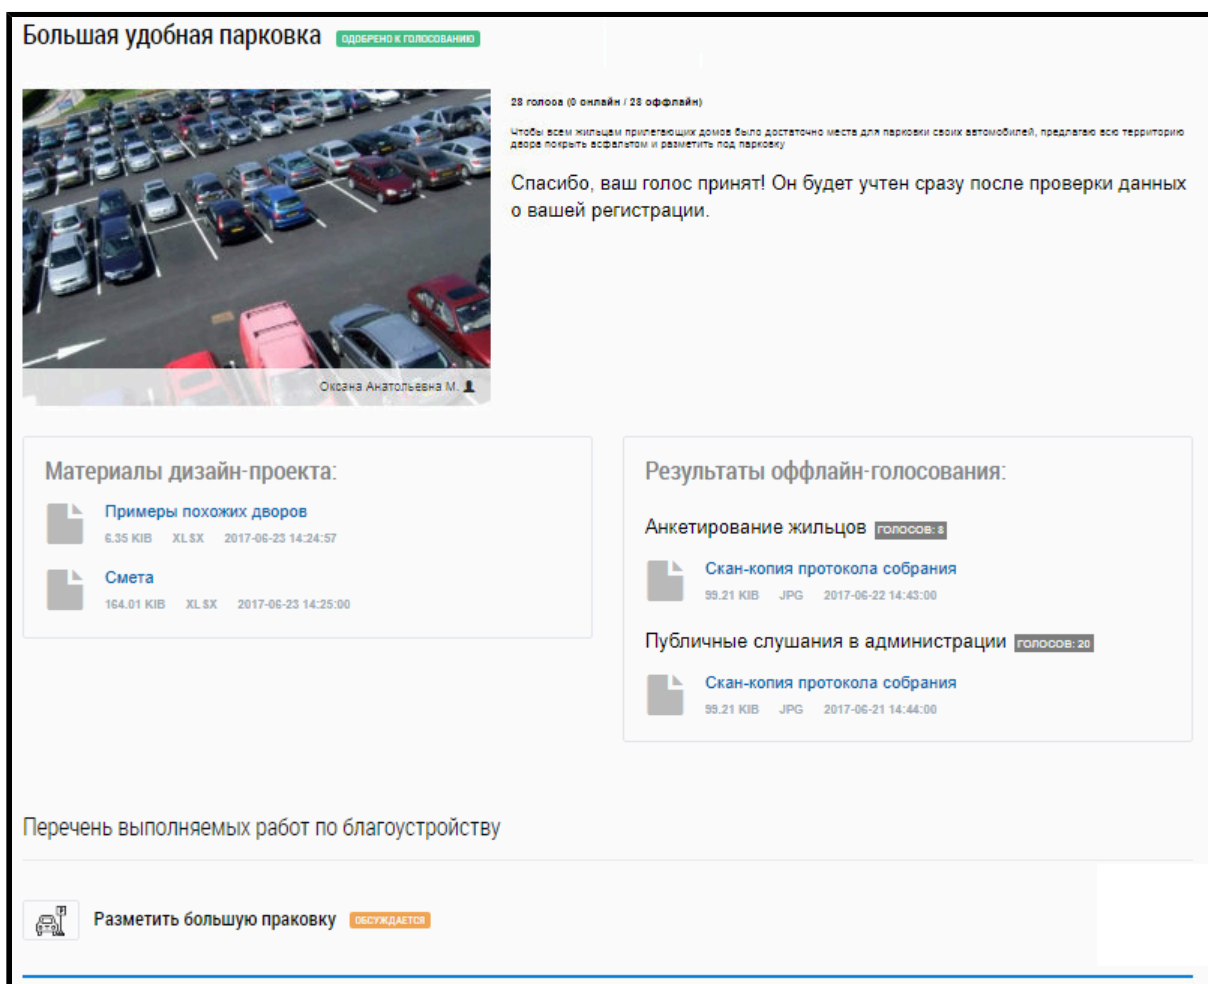 Большая удобная парковка ОДОБРЕНО К ГОЛОСОВАНИЮ
28 голоса (0 онлайн / 28 оффлайн)
Чтобы всем жильцам прилегающих домов было достаточно места для парковки своих автомобилей, предлагаю всю территорию
двора покрыть асфальтом и разметить под парковку
Спасибо, ваш голос принят! Он будет учтен сразу после проверки данных
о вашей регистрации.
Оксана Анатольевна М.
Материалы дизайн-проекта:
Примеры похожих дворов
6.35 KIB XLSX 2017-06-23 14:24:57
Смета
164.01 KIB XLSX 2017-06-23 14:25:00
Результаты оффлайн-голосования:
Анкетирование жильцов ГОЛОСОВ: 8
Скан-копия протокола собрания
99.21 KIB JPG 2017-06-22 14:43:00
Публичные слушания в администрации ГОЛОСОВ: 20
Скан-копия протокола собрания
99.21 KIB JPG 2017-06-21 14:44:00
Перечень выполняемых работ по благоустройству
P
Разметить большую праковку ОБСУЖДАЕТСЯ